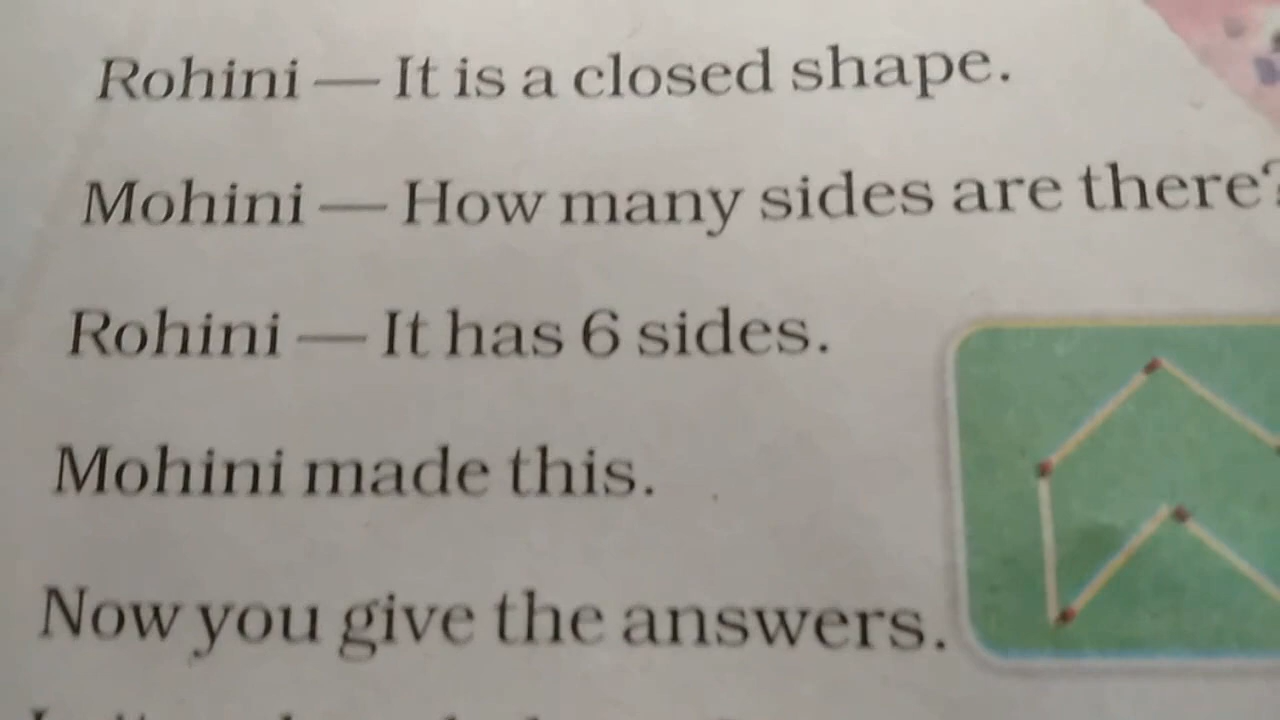 Rohini — It is a closed shape.
Mohini — How many sides are there?
Rohini — It has 6 sides.
Mohini made this.
Now you give the answers.